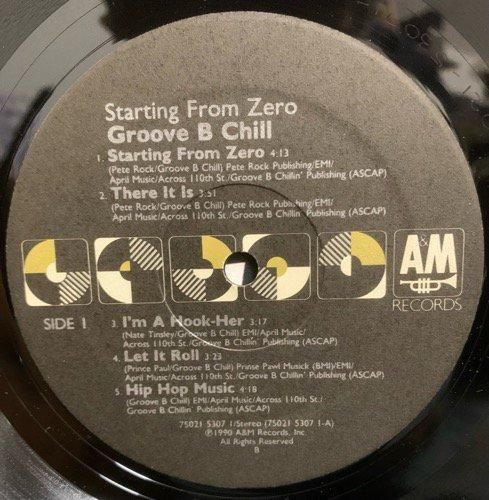 Starting From Zero
Groove B Chill
1. Starting From Zero 4:13
(Pete Rock/Groove B Chill) Pete Rock Publishing/EMI/
April Music/Across 110th St./Groove B Chillin' Publishing (ASCAP)
2. There It Is 3:51
(Pete Rock/Groove B Chill) Pete Rock Publishing/EMI/
April Music/Across 110th St./Groove B Chillin' Publishing (ASCAP)
A&M
RECORDS
SIDE 1
3. I'm A Hook-Her 3:17
(Nate Tinsley/Groove B Chill) EMI/April Music/
Across 110th St./Groove B Chillin' Publishing (ASCAP)
4. Let It Roll 3:23
(Prince Paul/Groove B Chill) Prinse Pawl Musick (BMI)/EMI/
April Music/Across 110th St./Groove B Chillin' Publishing (ASCAP)
5. Hip Hop Music 4:18
(Groove B Chill) EMI/April Music/Across 110th St./
Groove B Chillin' Publishing (ASCAP)
75021 5307 1/Stereo (75021 5307 1-A)
℗©1990 A&M Records, Inc.
All Rights Reserved
B